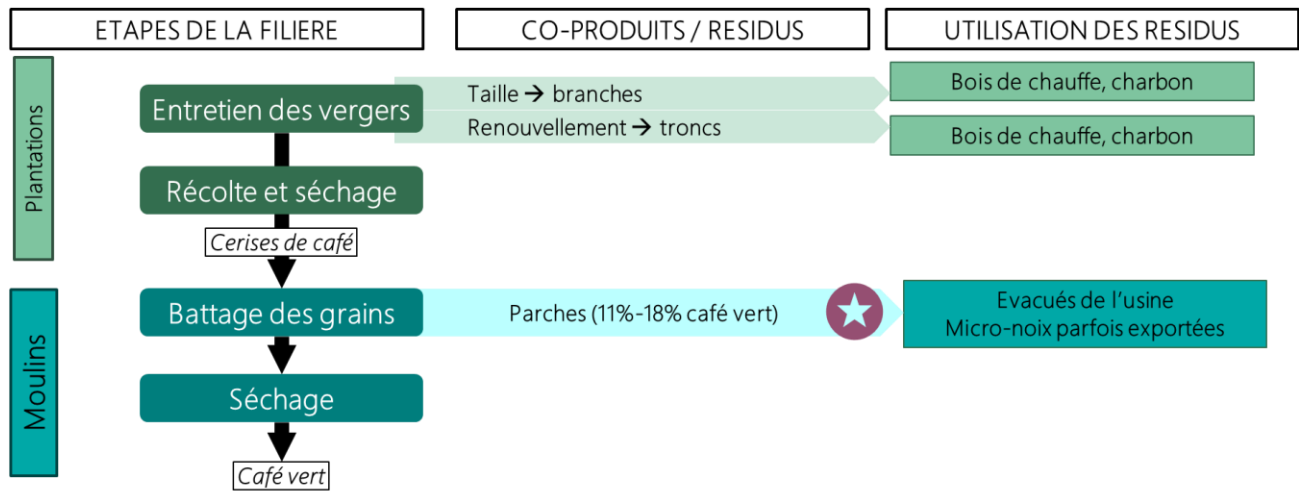 ETAPES DE LA FILIERE
CO-PRODUITS / RESIDUS
UTILISATION DES RESIDUS
Plantations
Entretien des vergers
Taille → branches
Bois de chauffe, charbon
Renouvellement → troncs
Bois de chauffe, charbon
Récolte et séchage
Cerises de café
Moulins
Battage des grains
Parches (11%-18% café vert)
Evacués de l'usine
Micro-noix parfois exportées
Séchage
Café vert